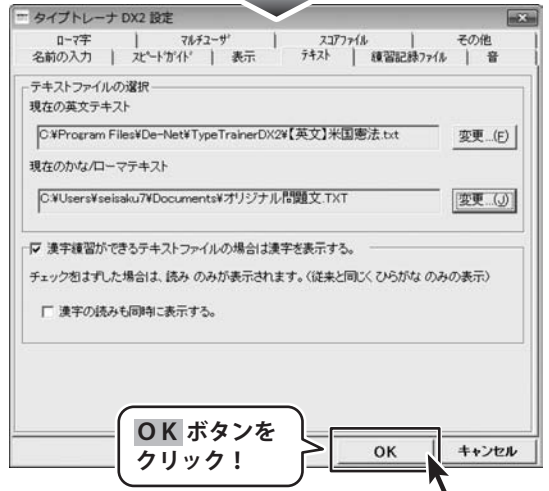 タイプトレーナ DX2 設定
ローマ字 マルチユーザ スコアファイル その他
名前の入力 スピードガイド 表示 テキスト 練習記録ファイル 音
テキストファイルの選択
現在の英文テキスト
C:¥Program Files¥De-Net¥TypeTrainerDX2¥【英文】米国憲法.txt 変更...(F)
現在のかな/ローマテキスト
C:¥Users¥seisaku7¥Documents¥オリジナル問題文.TXT 変更...(J)
漢字練習ができるテキストファイルの場合は漢字を表示する。
チェックをはずした場合は、読み のみが表示されます。(従来と同じく ひらがな のみの表示)
漢字の読みも同時に表示する。
OK ボタンを
クリック!
OK キャンセル